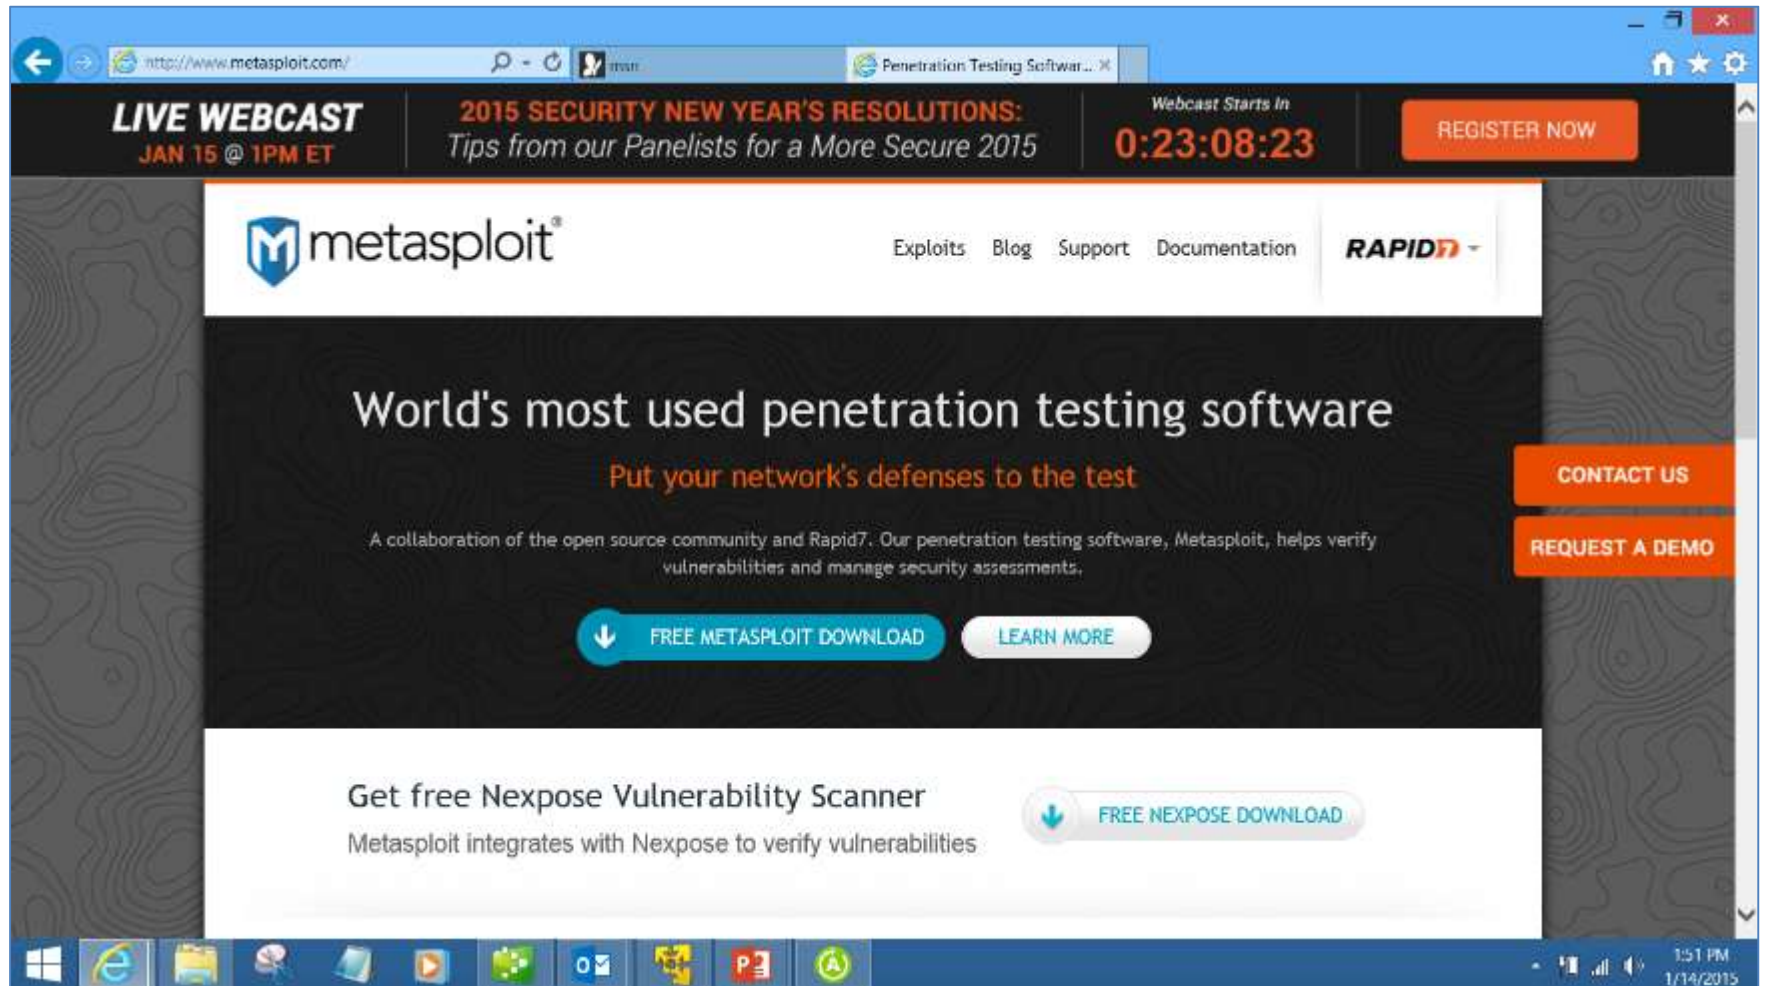 http://www.metasploit.com/
msn
Penetration Testing Softwar...
LIVE WEBCAST
JAN 15 @ 1PM ET
2015 SECURITY NEW YEAR'S RESOLUTIONS:
Tips from our Panelists for a More Secure 2015
Webcast Starts In
0:23:08:23
REGISTER NOW
metasploit®
Exploits Blog Support Documentation
RAPID7
World's most used penetration testing software
Put your network's defenses to the test
A collaboration of the open source community and Rapid7. Our penetration testing software, Metasploit, helps verify
vulnerabilities and manage security assessments.
FREE METASPLOIT DOWNLOAD
LEARN MORE
CONTACT US
REQUEST A DEMO
Get free Nexpose Vulnerability Scanner
Metasploit integrates with Nexpose to verify vulnerabilities
FREE NEXPOSE DOWNLOAD
1:51 PM
1/14/2015